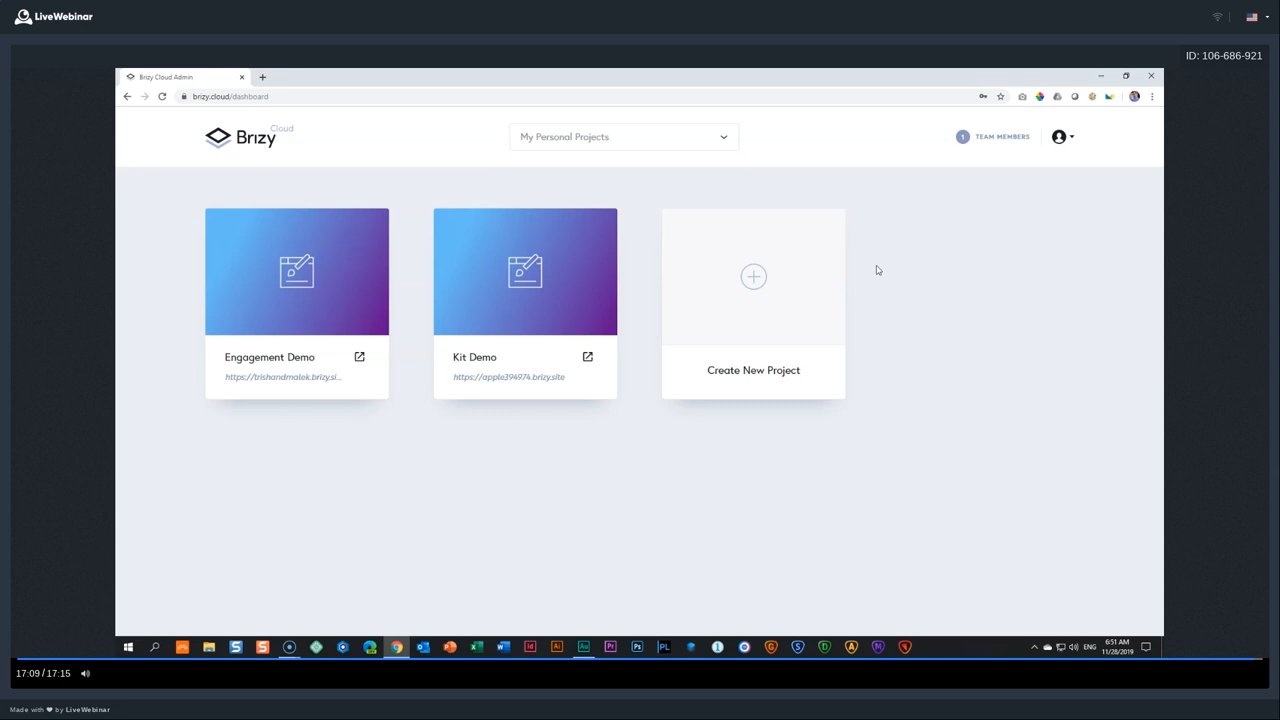 LiveWebinar
ID: 106-686-921
Brizy Cloud Admin
brizy.cloud/dashboard
Brizy Cloud
My Personal Projects
1 TEAM MEMBERS
Engagement Demo
https://trishandmalek.brizy.si...
Kit Demo
https://apple394974.brizy.site
Create New Project
6:51 AM
ENG
11/28/2019
17:09 / 17:15
Made with ❤ by LiveWebinar